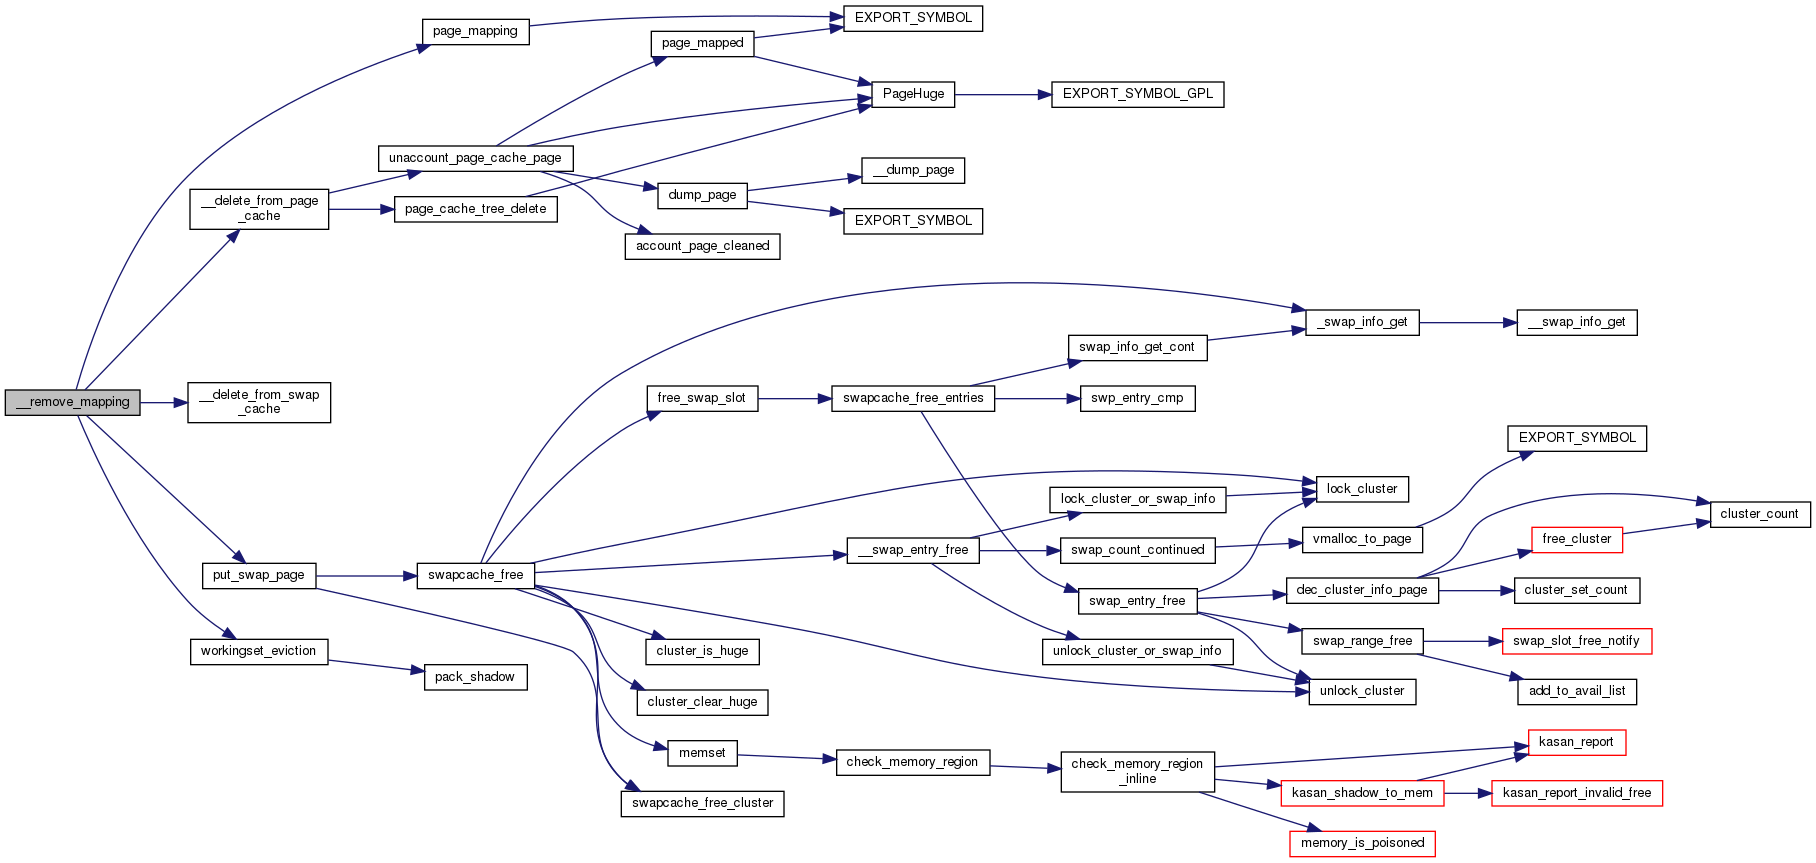 page_mapping
EXPORT_SYMBOL
page_mapped
PageHuge
EXPORT_SYMBOL_GPL
unaccount_page_cache_page
__dump_page
dump_page
__delete_from_page
_cache
page_cache_tree_delete
EXPORT_SYMBOL
account_page_cleaned
_swap_info_get
__swap_info_get
swap_info_get_cont
__remove_mapping
__delete_from_swap
_cache
free_swap_slot
swapcache_free_entries
swp_entry_cmp
EXPORT_SYMBOL
lock_cluster
lock_cluster_or_swap_info
cluster_count
vmalloc_to_page
free_cluster
__swap_entry_free
swap_count_continued
put_swap_page
swapcache_free
dec_cluster_info_page
cluster_set_count
swap_entry_free
swap_range_free
swap_slot_free_notify
workingset_eviction
cluster_is_huge
unlock_cluster_or_swap_info
pack_shadow
unlock_cluster
add_to_avail_list
cluster_clear_huge
kasan_report
memset
check_memory_region
check_memory_region
_inline
kasan_shadow_to_mem
kasan_report_invalid_free
swapcache_free_cluster
memory_is_poisoned